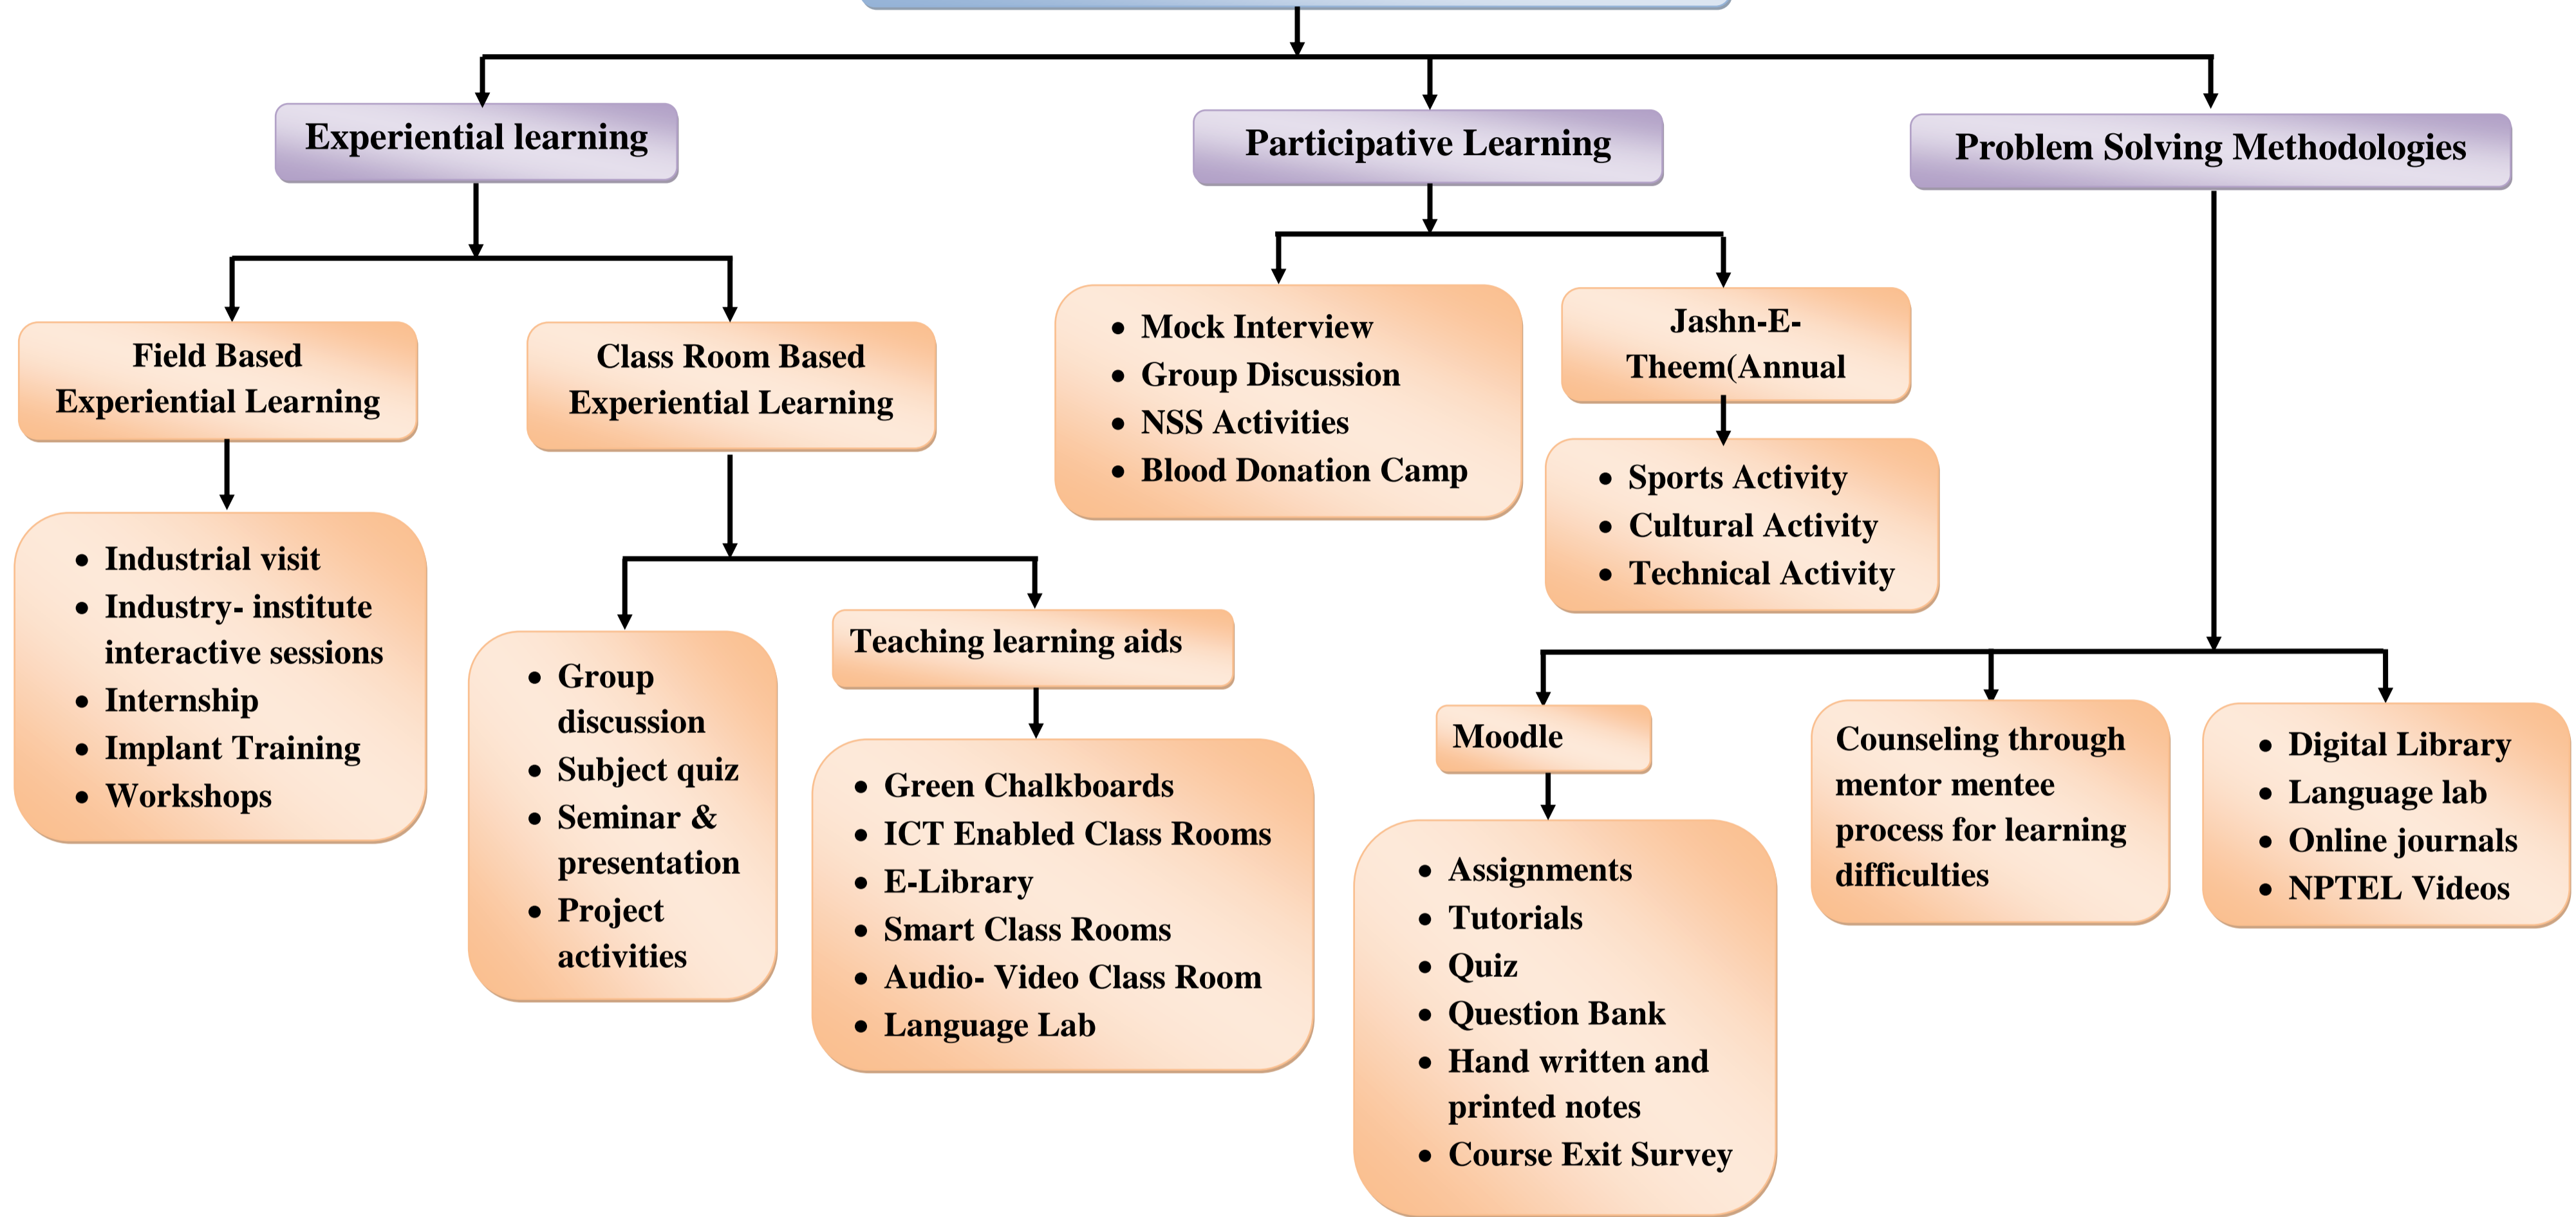 Experiential learning
Participative Learning
Problem Solving Methodologies
Field Based
Experiential Learning
Class Room Based
Experiential Learning
• Mock Interview
• Group Discussion
• NSS Activities
• Blood Donation Camp
Jashn-E-
Theem(Annual
• Sports Activity
• Cultural Activity
• Technical Activity
• Industrial visit
• Industry- institute
interactive sessions
• Internship
• Implant Training
• Workshops
• Group
discussion
• Subject quiz
• Seminar &
presentation
• Project
activities
Teaching learning aids
• Green Chalkboards
• ICT Enabled Class Rooms
• E-Library
• Smart Class Rooms
• Audio- Video Class Room
• Language Lab
Moodle
• Assignments
• Tutorials
• Quiz
• Question Bank
• Hand written and
printed notes
• Course Exit Survey
Counseling through
mentor mentee
process for learning
difficulties
• Digital Library
• Language lab
• Online journals
• NPTEL Videos